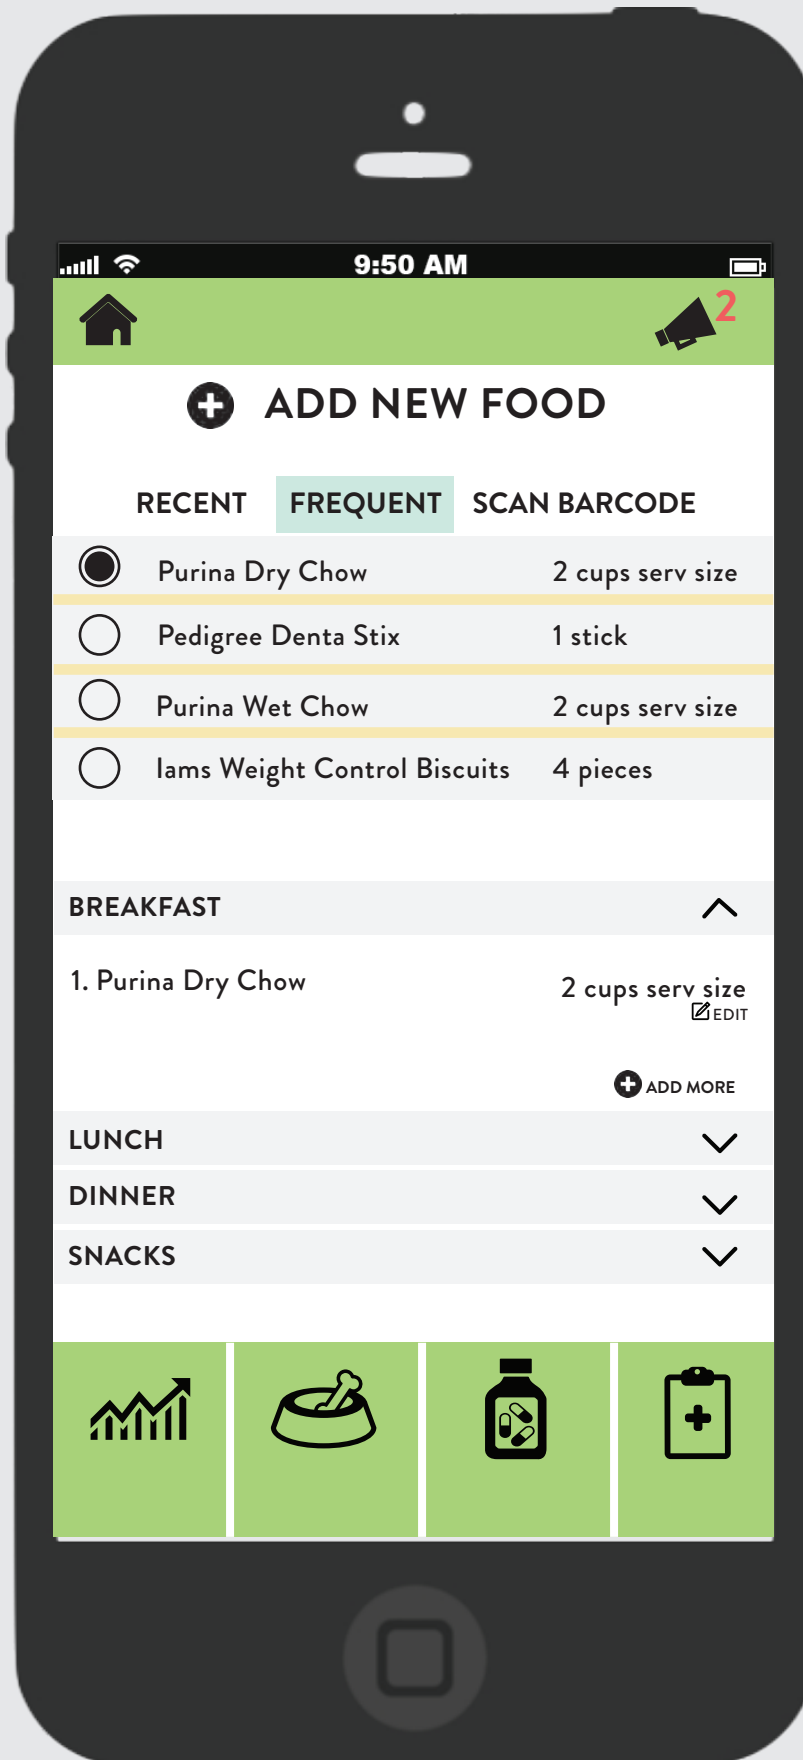 9:50 AM
2
ADD NEW FOOD
RECENT FREQUENT SCAN BARCODE
Purina Dry Chow 2 cups serv size
Pedigree Denta Stix 1 stick
Purina Wet Chow 2 cups serv size
Iams Weight Control Biscuits 4 pieces
BREAKFAST
1. Purina Dry Chow 2 cups serv size
EDIT
ADD MORE
LUNCH
DINNER
SNACKS